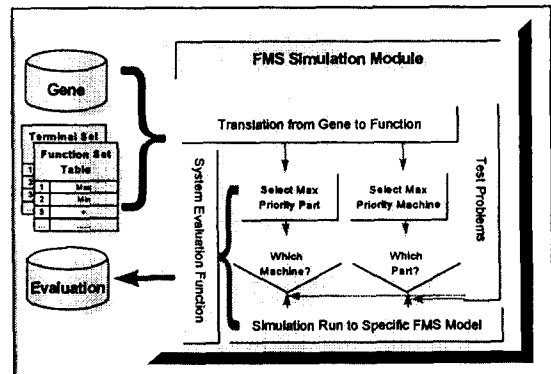 FMS Simulation Module
Gene
Translation from Gene to Function
Terminal Set
Function Set
Table
1 Max
2 Min
3 +
System Evaluation Function
Select Max
Priority Part
Select Max
Priority Machine
Test Problems
Which
Machine?
Which
Part?
Evaluation
Simulation Run to Specific FMS Model